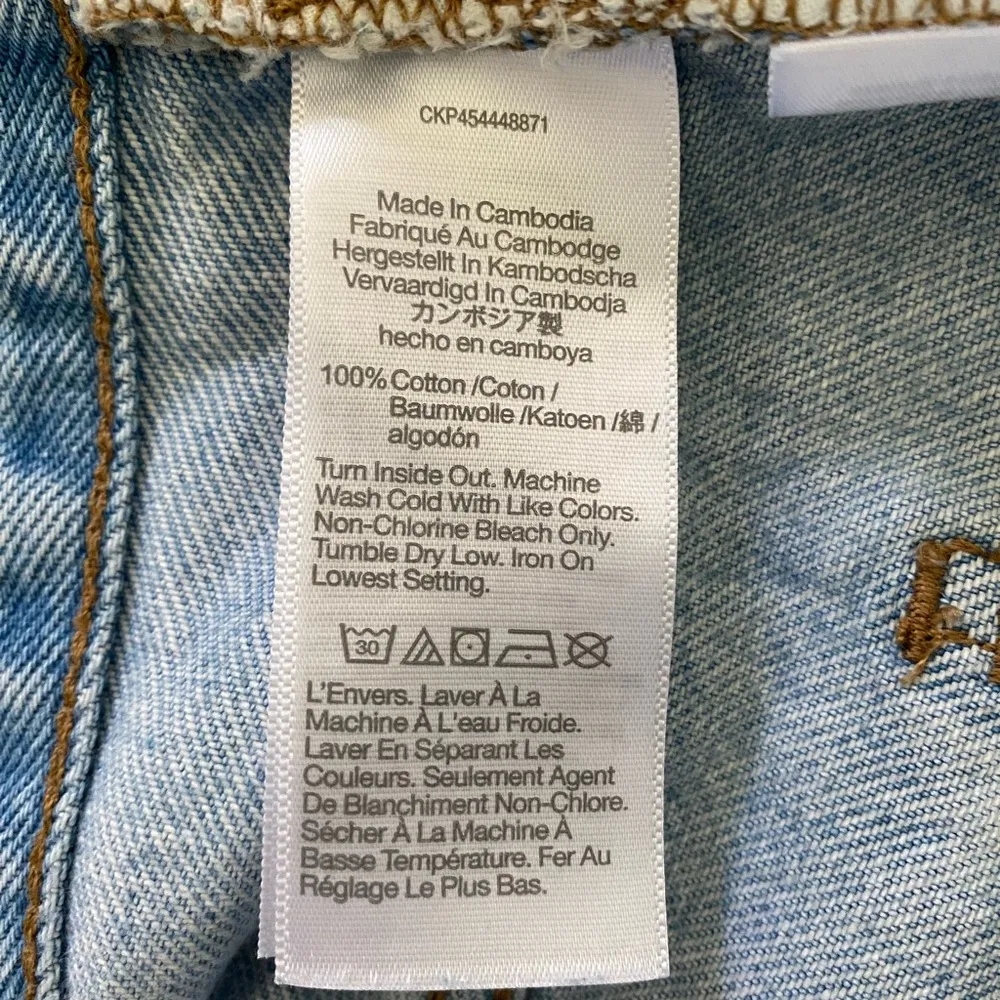 CKP454448871
Made In Cambodia
Fabriqué Au Cambodge
Hergestellt In Kambodscha
Vervaardigd In Cambodja
カンボジア製
hecho en camboya
100% Cotton /Coton /
Baumwolle /Katoen /綿 /
algodón
Turn Inside Out. Machine
Wash Cold With Like Colors.
Non-Chlorine Bleach Only.
Tumble Dry Low. Iron On
Lowest Setting.
30
L'Envers. Laver À La
Machine À L'eau Froide.
Laver En Séparant Les
Couleurs. Seulement Agent
De Blanchiment Non-Chlore.
Sécher À La Machine À
Basse Température. Fer Au
Réglage Le Plus Bas.